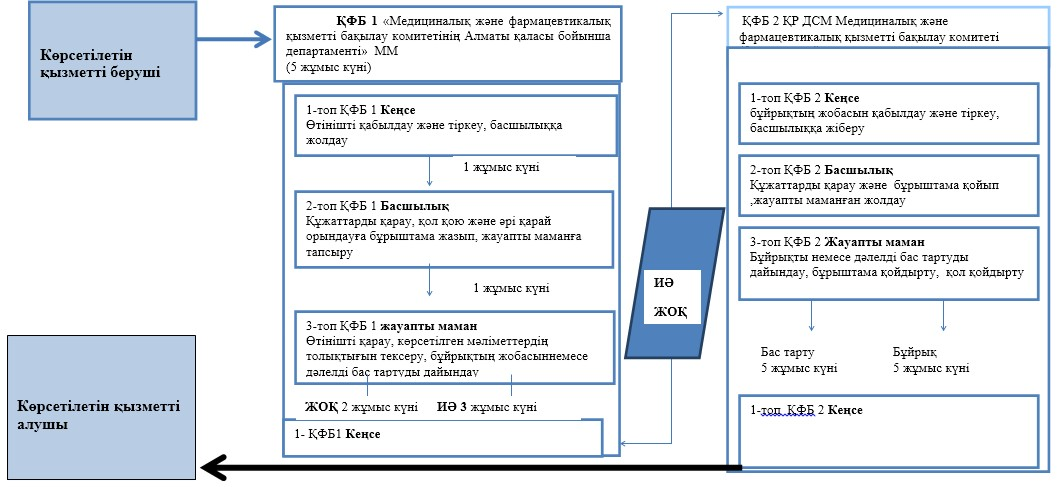 Көрсетілетін
қызметті беруші
ҚФБ 1 «Медициналық және фармацевтикалық
қызметті бақылау комитетінің Алматы қаласы бойынша
департаменті» ММ
(5 жұмыс күні)
1-топ ҚФБ 1 Кеңсе
Өтінішті қабылдау және тіркеу, басшылыққа
жолдау
1 жұмыс күні
2-топ ҚФБ 1 Басшылық
Құжаттарды қарау, қол қою және әрі қарай
орындауға бұрыштама жазып, жауапты маманға
тапсыру
1 жұмыс күні
3-топ ҚФБ 1 жауапты маман
Өтінішті қарау, көрсетілген мәліметтердің
толықтығын тексеру, бұйрықтың жобасыннемесе
дәлелді бас тартуды дайындау
ЖОҚ 2 жұмыс күні ИӘ 3 жұмыс күні
1- ҚФБ1 Кеңсе
ИӘ
ЖОҚ
ҚФБ 2 ҚР ДСМ Медициналық және
фармацевтикалық қызметті бақылау комитеті
1-топ ҚФБ 2 Кеңсе
бұйрықтың жобасын қабылдау және тіркеу,
басшылыққа жіберу
2-топ ҚФБ 2 Басшылық
Құжаттарды қарау және бұрыштама қойып
,жауапты маманған жолдау
3-топ ҚФБ 2 Жауапты маман
Бұйрықты немесе дәлелді бас тартуды
дайындау, бұрыштама қойдырту, қол қойдырту
Бас тарту
5 жұмыс күні
Бұйрық
5 жұмыс күні
1-топ ҚФБ 2 Кеңсе
Көрсетілетін қызметті
алушы